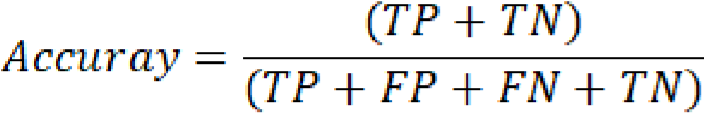 Accuray = (TP + TN) / (TP + FP + FN + TN)